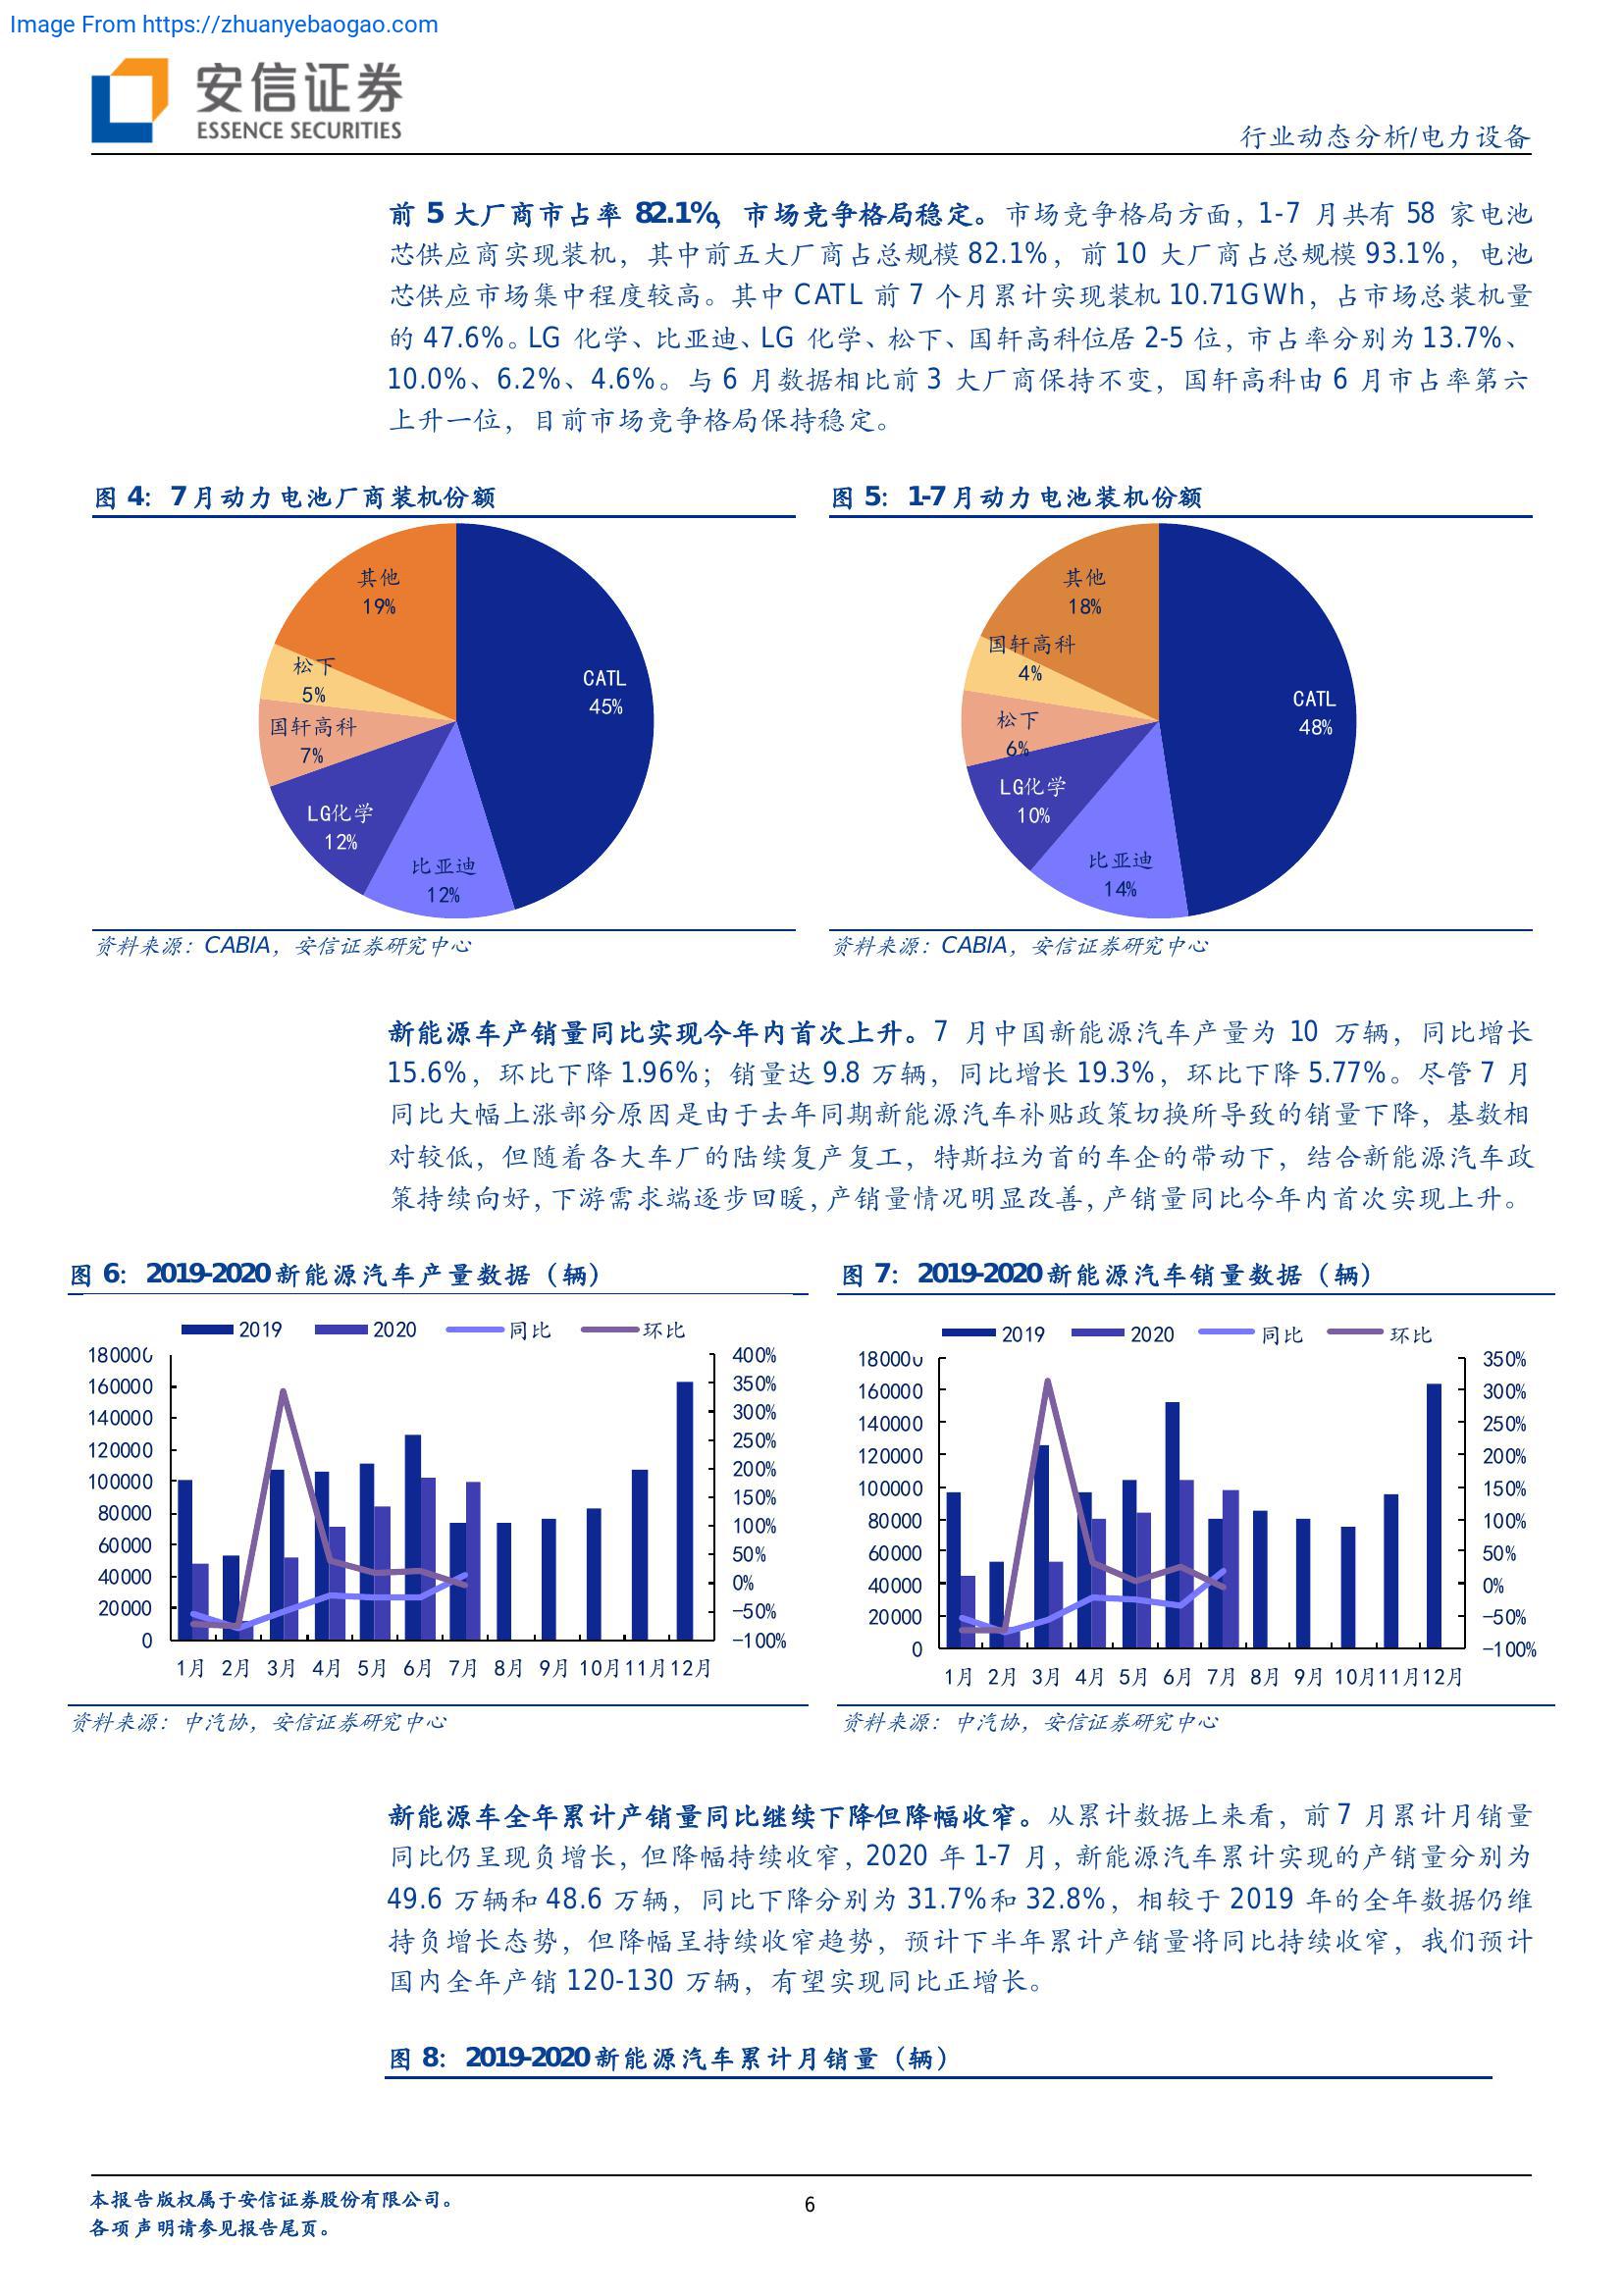 Image From https://zhuanyebaogao.com
安信证券
ESSENCE SECURITIES
行业动态分析/电力设备
前 5 大厂商市占率 82.1%，市场竞争格局稳定。市场竞争格局方面，1-7 月共有 58 家电池
芯供应商实现装机，其中前五大厂商占总规模 82.1%，前 10 大厂商占总规模 93.1%，电池
芯供应市场集中程度较高。其中 CATL 前 7 个月累计实现装机 10.71GWh，占市场总装机量
的 47.6%。LG 化学、比亚迪、LG 化学、松下、国轩高科位居 2-5 位，市占率分别为 13.7%、
10.0%、6.2%、4.6%。与 6 月数据相比前 3 大厂商保持不变，国轩高科由 6 月市占率第六
上升一位，目前市场竞争格局保持稳定。
图 4：7 月动力电池厂商装机份额
其他
19%
松下
5%
国轩高科
7%
LG化学
12%
比亚迪
12%
CATL
45%
资料来源：CABIA，安信证券研究中心
图 5：1-7 月动力电池装机份额
其他
18%
国轩高科
4%
松下
6%
LG化学
10%
比亚迪
14%
CATL
48%
资料来源：CABIA，安信证券研究中心
新能源车产销量同比实现今年内首次上升。7 月中国新能源汽车产量为 10 万辆，同比增长
15.6%，环比下降 1.96%；销量达 9.8 万辆，同比增长 19.3%，环比下降 5.77%。尽管 7 月
同比大幅上涨部分原因是由于去年同期新能源汽车补贴政策切换所导致的销量下降，基数相
对较低，但随着各大车厂的陆续复产复工，特斯拉为首的车企的带动下，结合新能源汽车政
策持续向好，下游需求端逐步回暖，产销量情况明显改善，产销量同比今年内首次实现上升。
图 6：2019-2020 新能源汽车产量数据（辆）
2019 2020 同比 环比
180000
160000
140000
120000
100000
80000
60000
40000
20000
0
400%
350%
300%
250%
200%
150%
100%
50%
0%
-50%
-100%
1月 2月 3月 4月 5月 6月 7月 8月 9月 10月 11月 12月
资料来源：中汽协，安信证券研究中心
图 7：2019-2020 新能源汽车销量数据（辆）
2019 2020 同比 环比
180000
160000
140000
120000
100000
80000
60000
40000
20000
0
350%
300%
250%
200%
150%
100%
50%
0%
-50%
-100%
1月 2月 3月 4月 5月 6月 7月 8月 9月 10月 11月 12月
资料来源：中汽协，安信证券研究中心
新能源车全年累计产销量同比继续下降但降幅收窄。从累计数据上来看，前 7 月累计月销量
同比仍呈现负增长，但降幅持续收窄，2020 年 1-7 月，新能源汽车累计实现的产销量分别为
49.6 万辆和 48.6 万辆，同比下降分别为 31.7%和 32.8%，相较于 2019 年的全年数据仍维
持负增长态势，但降幅呈持续收窄趋势，预计下半年累计产销量将同比持续收窄，我们预计
国内全年产销 120-130 万辆，有望实现同比正增长。
图 8：2019-2020 新能源汽车累计月销量（辆）
本报告版权属于安信证券股份有限公司。
各项声明请参见报告尾页。
6